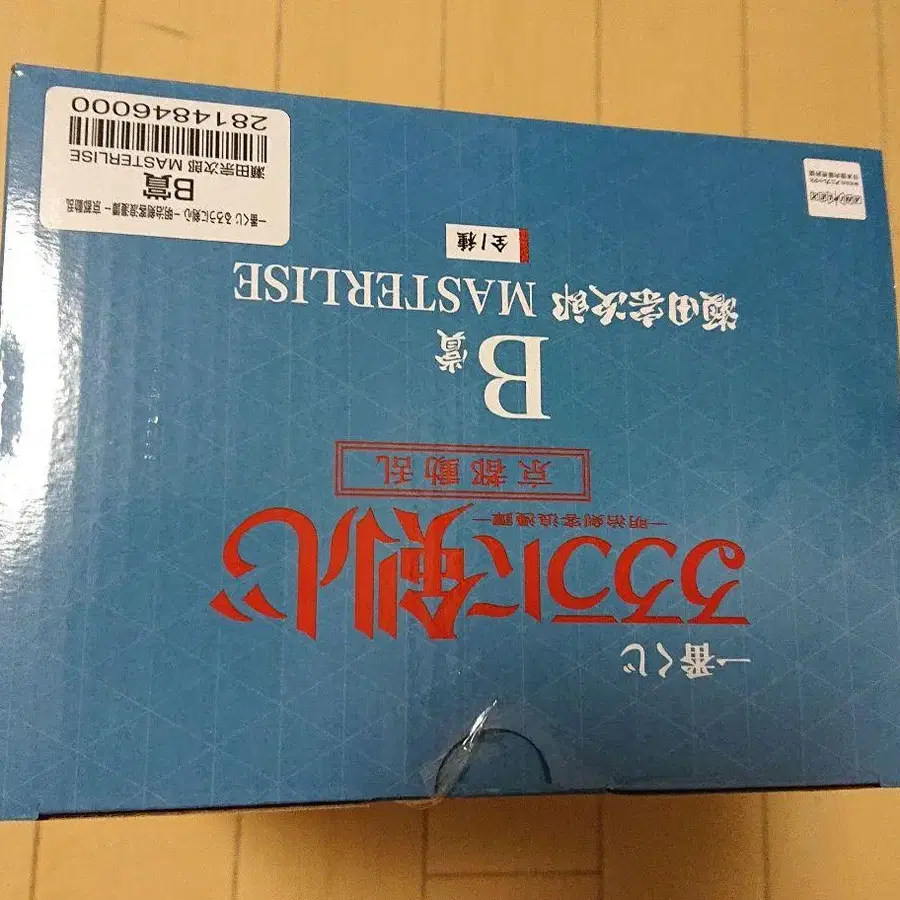 一番くじ
るろうに剣心
―明治剣客浪漫譚―
京都動乱
B賞
瀬田宗次郎 MASTERLISE
全1種
一番くじ るろうに剣心 －明治剣客浪漫譚－ 京都動乱
B賞
瀬田宗次郎 MASTERLISE
28148460000